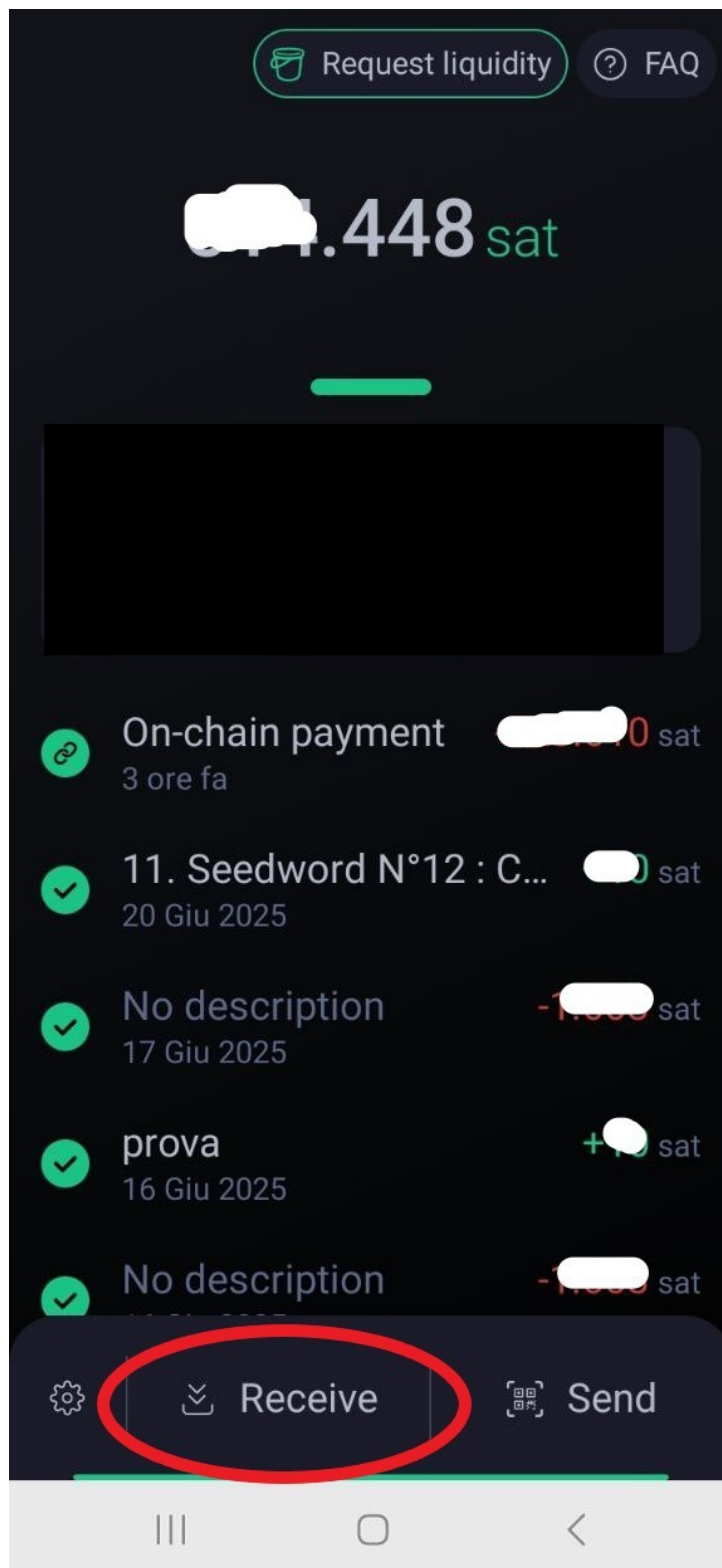 Request liquidity
FAQ
.448 sat
On-chain payment
0 sat
3 ore fa
11. Seedword N°12 : C...
0 sat
20 Giu 2025
No description
sat
17 Giu 2025
prova
+ sat
16 Giu 2025
No description
sat
Receive
Send